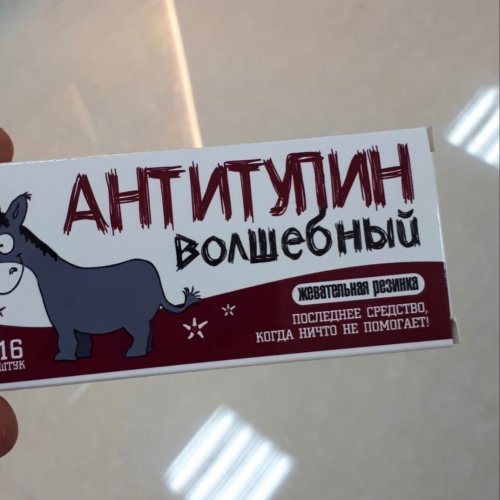 АНТИТУПИН
ВОЛШЕБНЫЙ
жевательная резинка
ПОСЛЕДНЕЕ СРЕДСТВО,
КОГДА НИЧТО НЕ ПОМОГАЕТ!
16
ШТУК